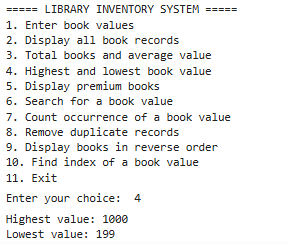 ===== LIBRARY INVENTORY SYSTEM =====
1. Enter book values
2. Display all book records
3. Total books and average value
4. Highest and lowest book value
5. Display premium books
6. Search for a book value
7. Count occurrence of a book value
8. Remove duplicate records
9. Display books in reverse order
10. Find index of a book value
11. Exit
Enter your choice:  4
Highest value: 1000
Lowest value: 199